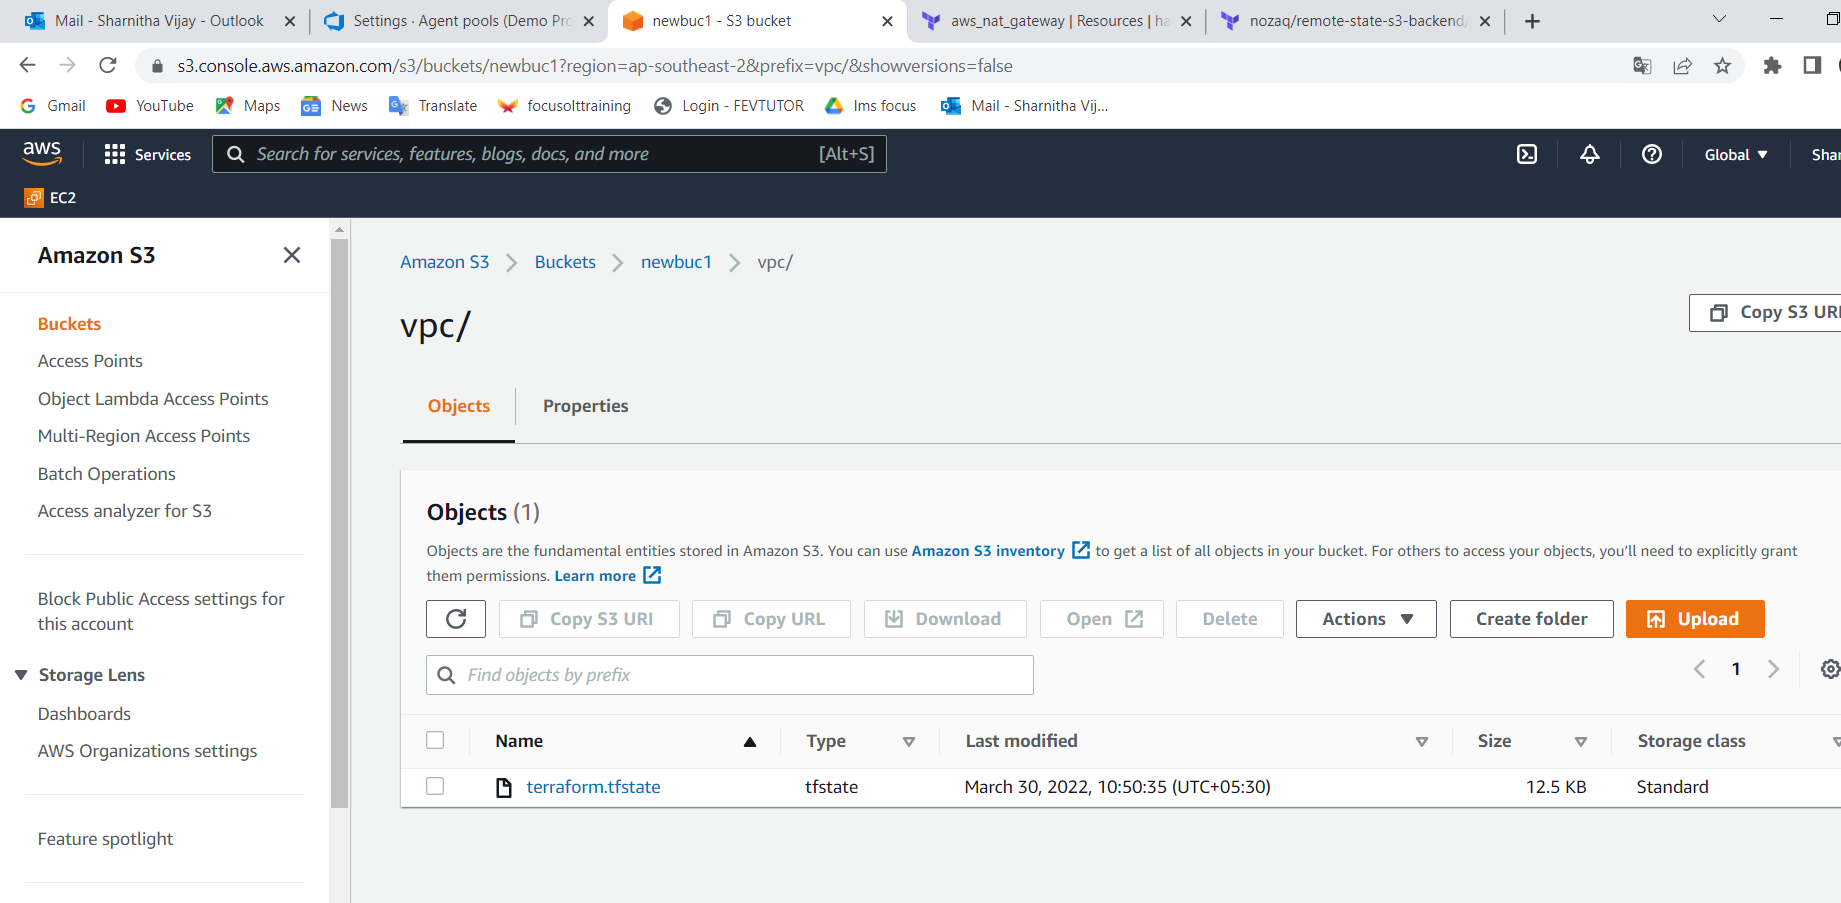 Mail - Sharnitha Vijay - Outlook
Settings · Agent pools (Demo Pro
newbuc1 - S3 bucket
aws_nat_gateway | Resources | ha
nozaq/remote-state-s3-backend/
s3.console.aws.amazon.com/s3/buckets/newbuc1?region=ap-southeast-2&prefix=vpc/&showversions=false
Gmail YouTube Maps News Translate focusolttraining Login - FEVTUTOR lms focus Mail - Sharnitha Vij...
aws Services Search for services, features, blogs, docs, and more [Alt+S] Global Shar
EC2
Amazon S3
Buckets
Access Points
Object Lambda Access Points
Multi-Region Access Points
Batch Operations
Access analyzer for S3
Block Public Access settings for
this account
Storage Lens
Dashboards
AWS Organizations settings
Feature spotlight
Amazon S3 Buckets newbuc1 vpc/
vpc/
Copy S3 URI
Objects Properties
Objects (1)
Objects are the fundamental entities stored in Amazon S3. You can use Amazon S3 inventory to get a list of all objects in your bucket. For others to access your objects, you'll need to explicitly grant
them permissions. Learn more
Copy S3 URI Copy URL Download Open Delete Actions Create folder Upload
Find objects by prefix
1
Name Type Last modified Size Storage class
terraform.tfstate tfstate March 30, 2022, 10:50:35 (UTC+05:30) 12.5 KB Standard